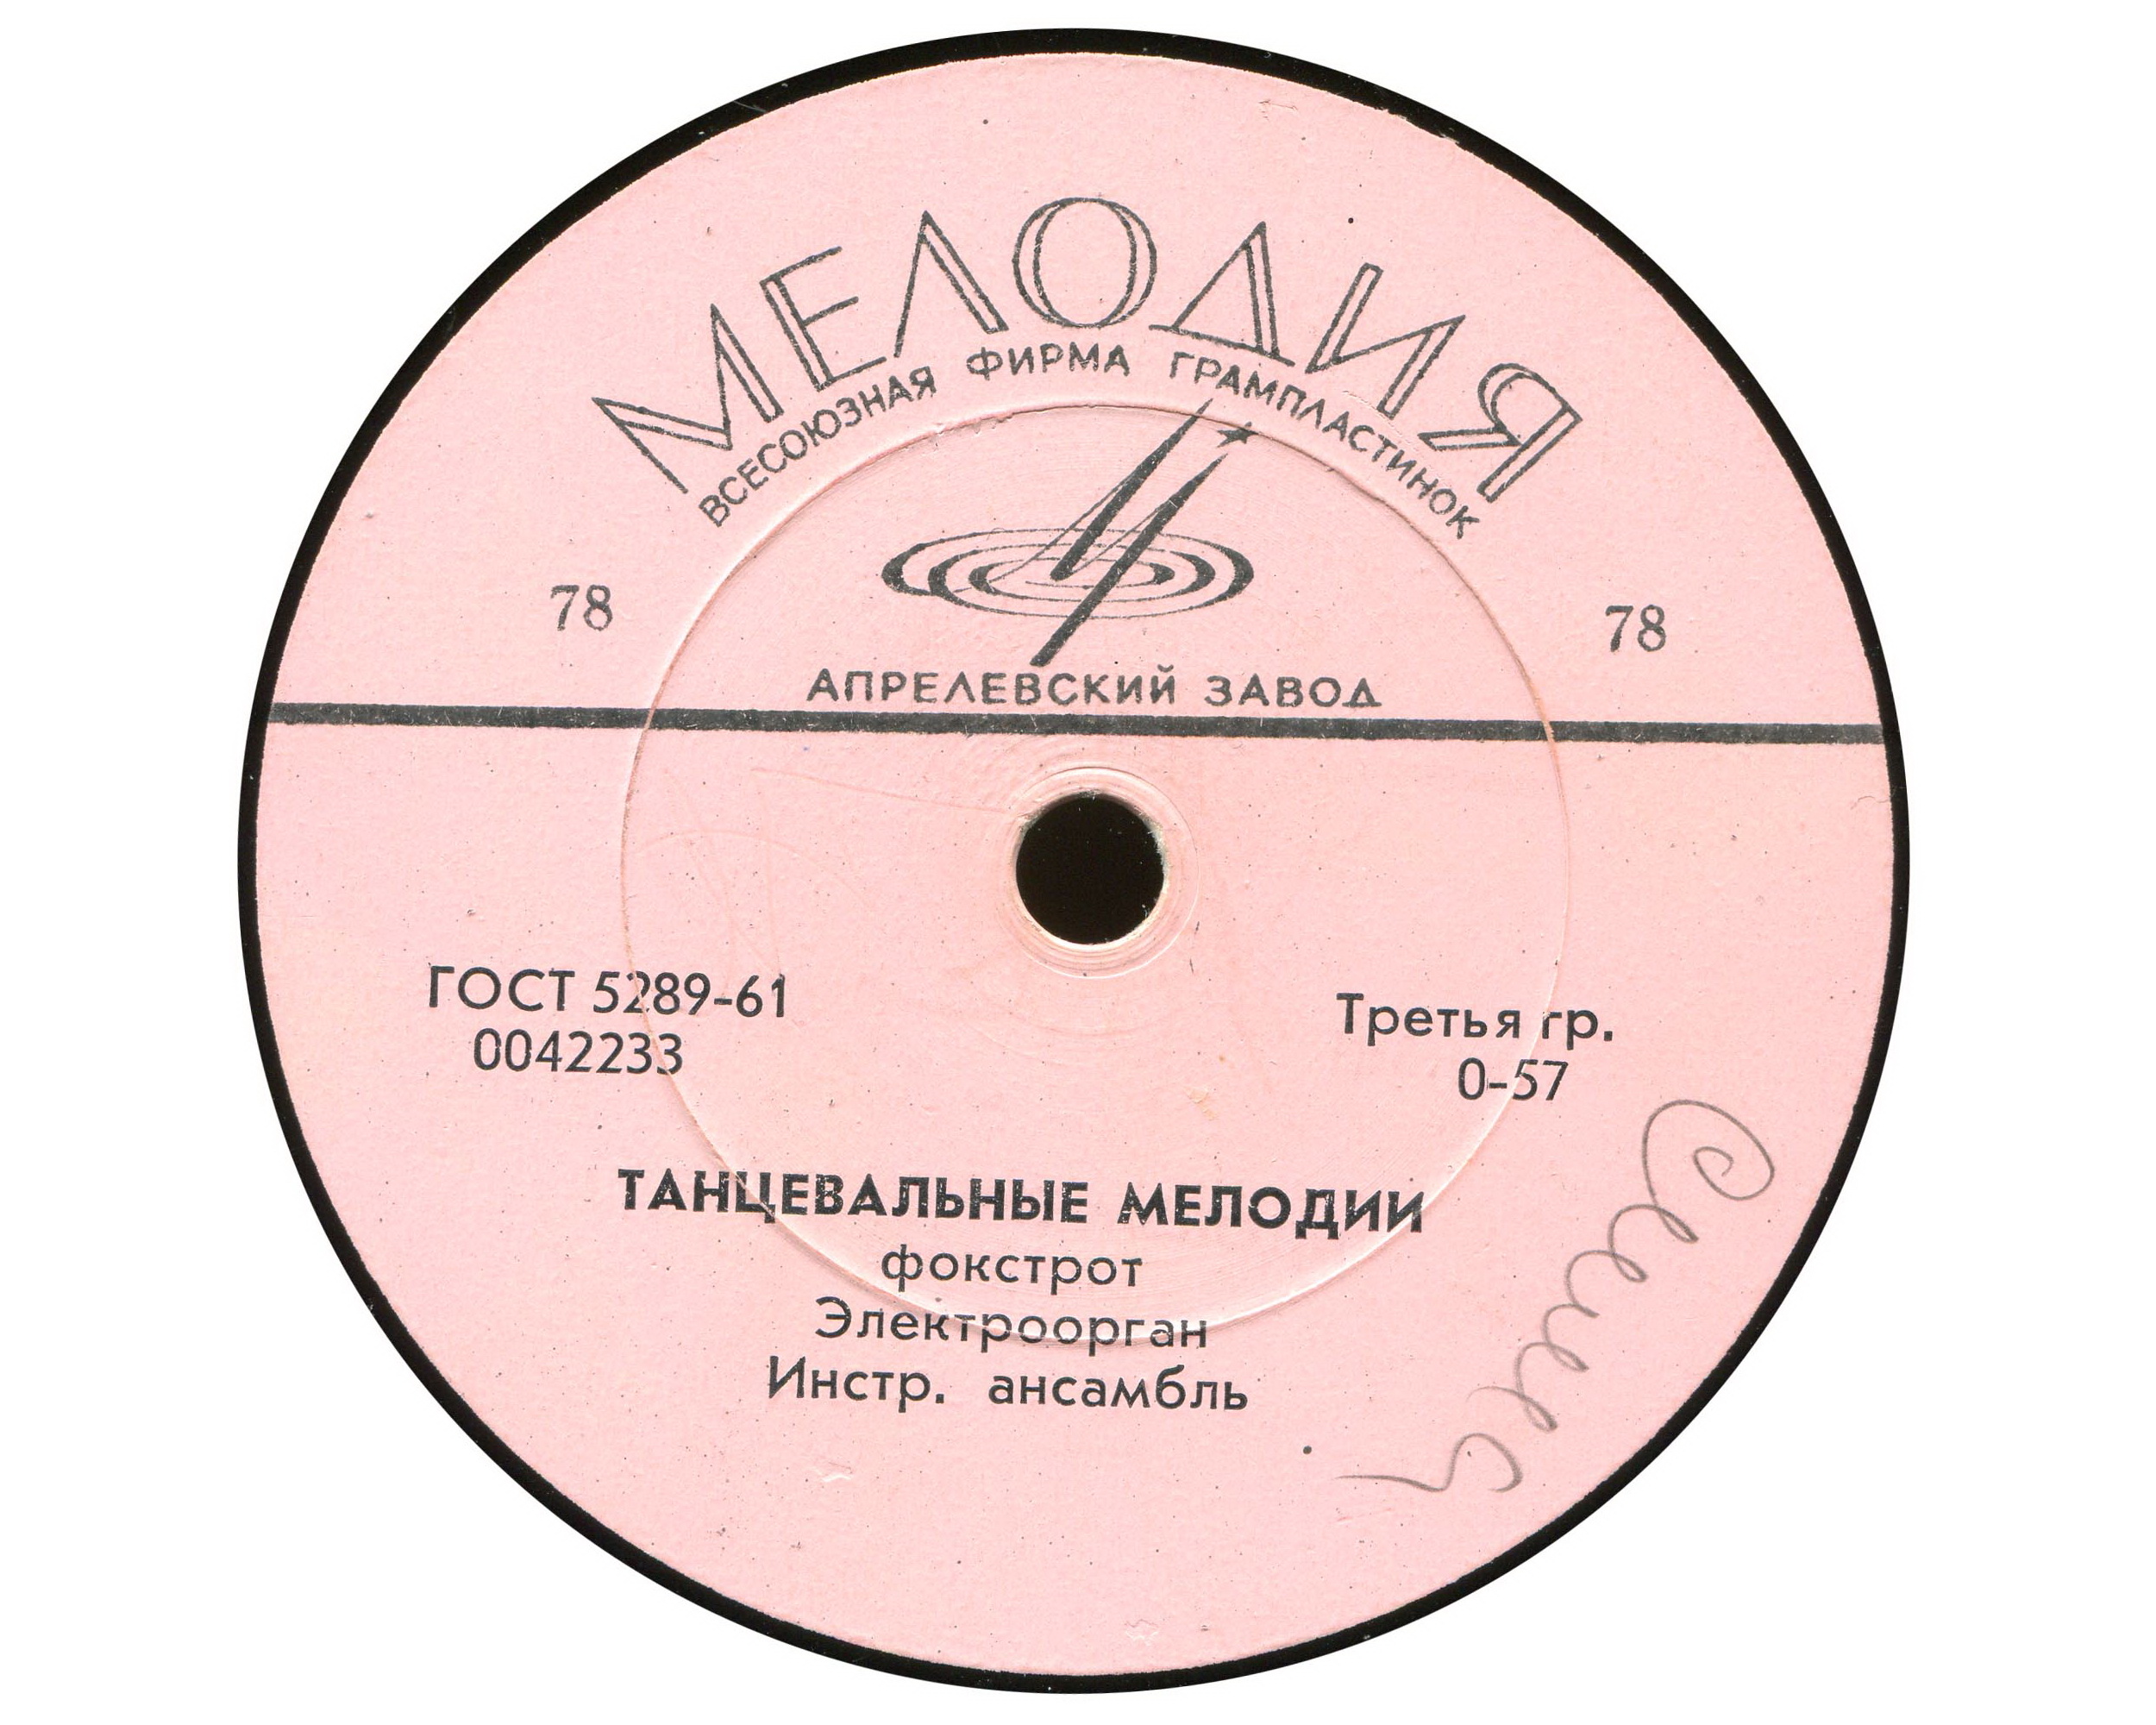 МЕЛОДИЯ
ВСЕСОЮЗНАЯ ФИРМА ГРАМПЛАСТИНОК
78
78
АПРЕЛЕВСКИЙ ЗАВОД
ГОСТ 5289-61
0042233
Третья гр.
0-57
ТАНЦЕВАЛЬНЫЕ МЕЛОДИИ
фокстрот
Электроорган
Инстр. ансамбль